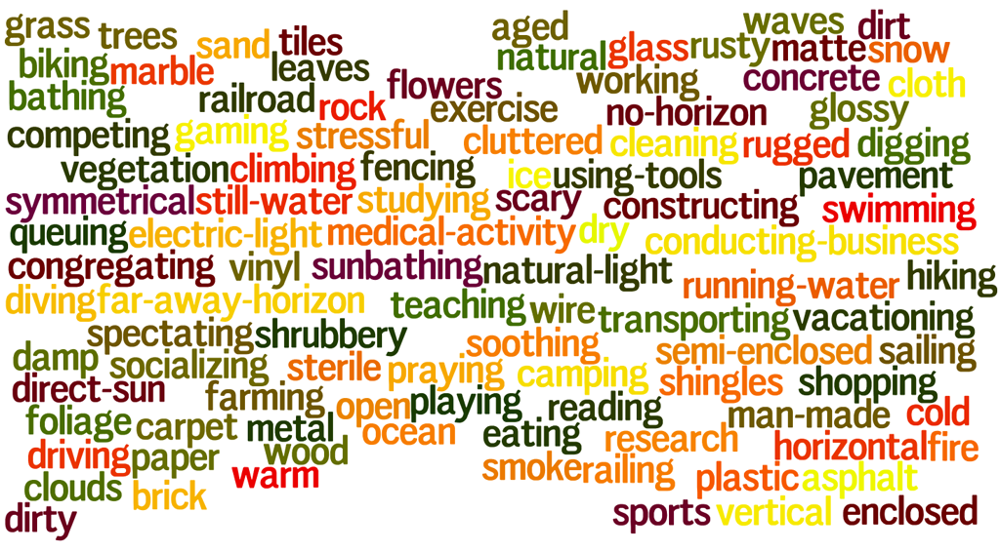 grass trees sand tiles aged waves dirt
biking marble leaves natural glass rusty matte snow
bathing railroad rock flowers working concrete cloth
exercise no-horizon glossy
competing gaming stressful cluttered cleaning rugged digging
vegetation climbing fencing ice using-tools pavement
symmetrical still-water studying scary constructing swimming
queuing electric-light medical-activity dry conducting-business
congregating vinyl sunbathing natural-light running-water hiking
diving far-away-horizon teaching wire transporting vacationing
spectating shrubbery soothing semi-enclosed sailing
damp socializing sterile praying camping shingles shopping
direct-sun farming open playing reading man-made cold
foliage carpet metal ocean eating research horizontal fire
driving paper wood smoke railing plastic asphalt
clouds brick warm
dirty sports vertical enclosed